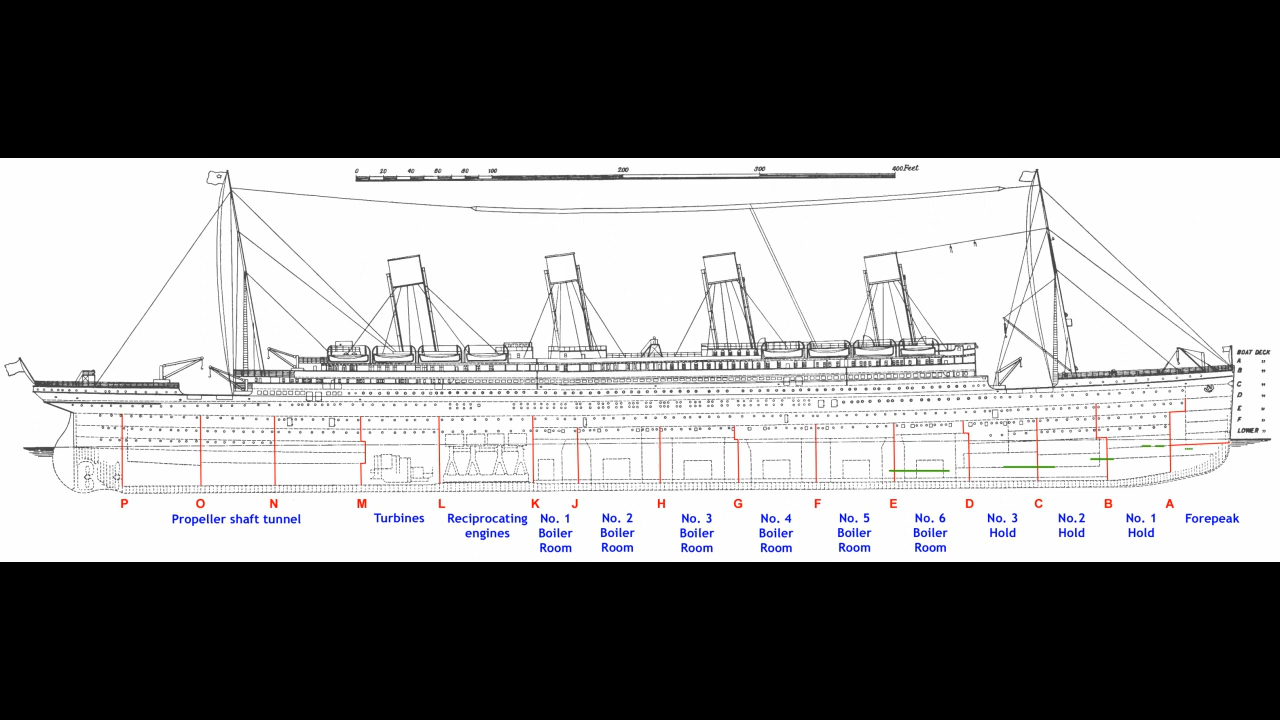 0 20 40 60 80 100 200 300 400 Feet
BOAT DECK
A "
B "
C "
D "
E "
F "
LOWER "
P O N M L K J H G F E D C B A
Propeller shaft tunnel Turbines Reciprocating No. 1 No. 2 No. 3 No. 4 No. 5 No. 6 No. 3 No.2 No. 1 Forepeak
engines Boiler Boiler Boiler Boiler Boiler Boiler Hold Hold Hold
Room Room Room Room Room Room